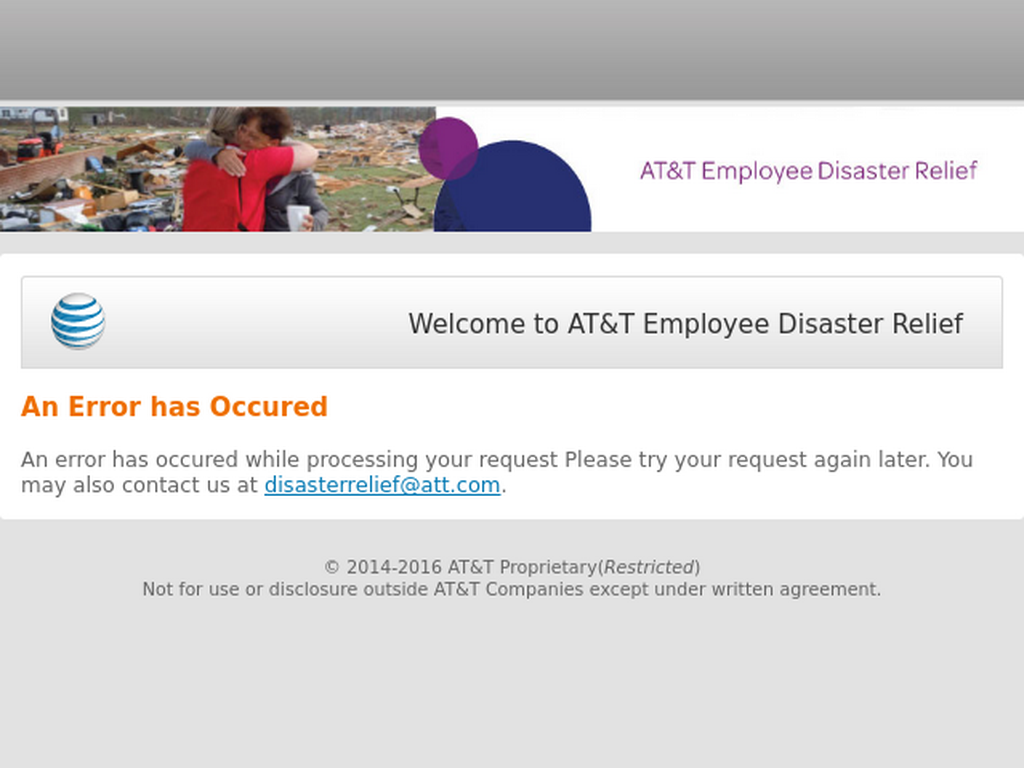 AT&T Employee Disaster Relief
Welcome to AT&T Employee Disaster Relief
An Error has Occured
An error has occured while processing your request Please try your request again later. You
may also contact us at disasterrelief@att.com.
© 2014-2016 AT&T Proprietary(Restricted)
Not for use or disclosure outside AT&T Companies except under written agreement.